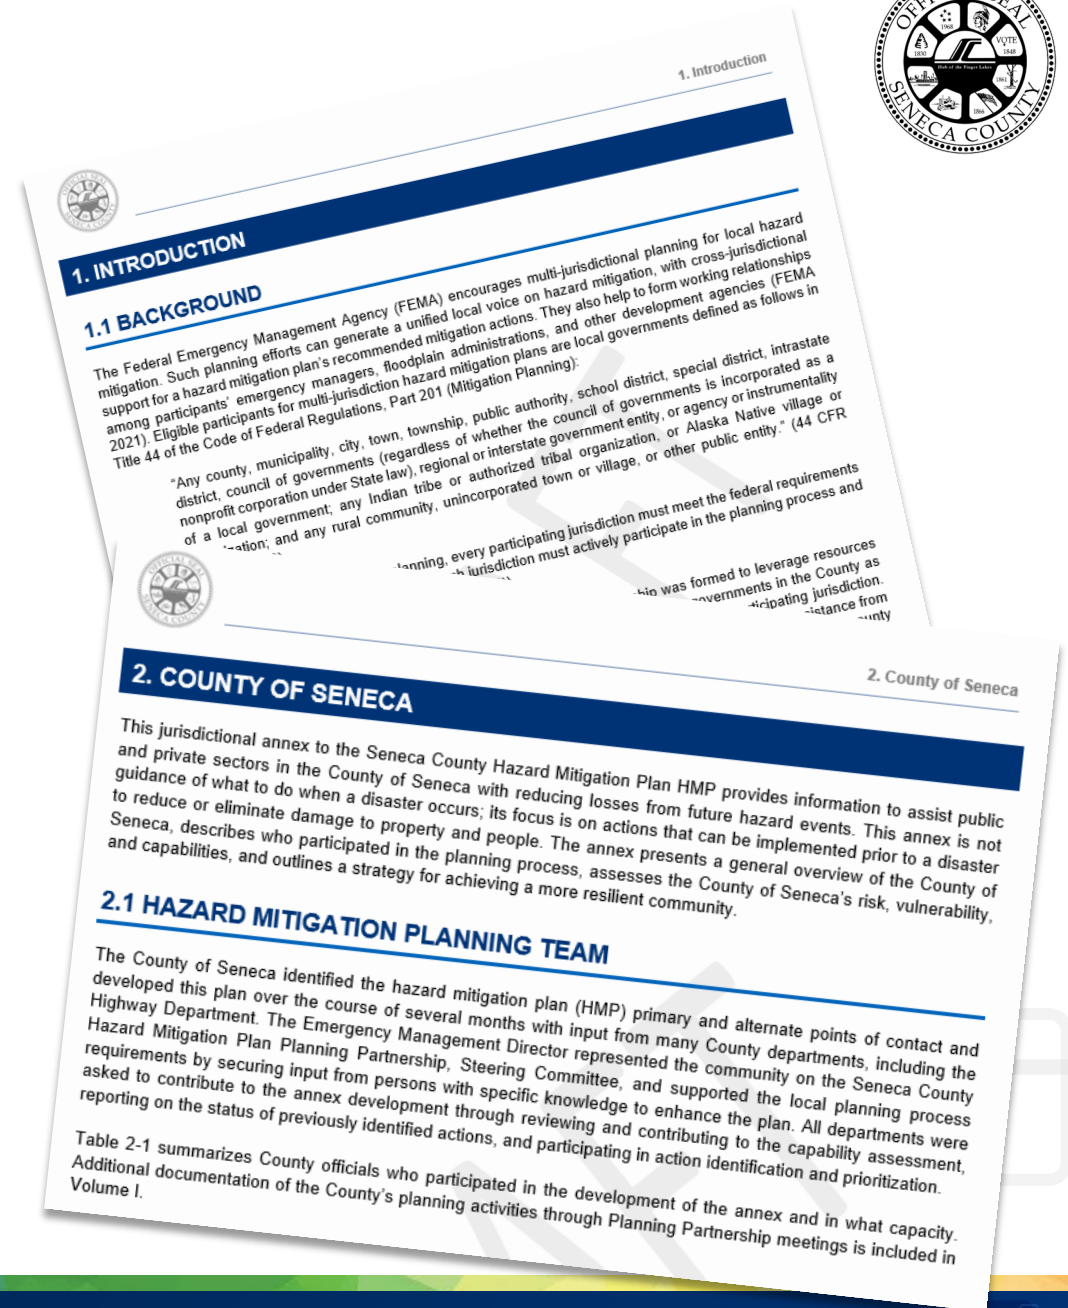 OFFICIAL SEAL
1968
1830
VOTE
1848
Hub of the Finger Lakes
1861
1866
SENECA COUNTY
1. Introduction
OFFICIAL SEAL
SENECA COUNTY
1. INTRODUCTION
1.1 BACKGROUND
The Federal Emergency Management Agency (FEMA) encourages multi-jurisdictional planning for local hazard
mitigation. Such planning efforts can generate a unified local voice on hazard mitigation, with cross-jurisdictional
support for a hazard mitigation plan's recommended mitigation actions. They also help to form working relationships
among participants' emergency managers, floodplain administrations, and other development agencies (FEMA
2021). Eligible participants for multi-jurisdiction hazard mitigation plans are local governments defined as follows in
Title 44 of the Code of Federal Regulations, Part 201 (Mitigation Planning):
“Any county, municipality, city, town, township, public authority, school district, special district, intrastate
district, council of governments (regardless of whether the council of governments is incorporated as a
nonprofit corporation under State law), regional or interstate government entity, or agency or instrumentality
of a local government; any Indian tribe or authorized tribal organization, or Alaska Native village or
and any rural community, unincorporated town or village, or other public entity.” (44 CFR
every participating jurisdiction must meet the federal requirements
jurisdiction must actively participate in the planning process and
was formed to leverage resources
in the County as
jurisdiction.
from
OFFICIAL SEAL
SENECA COUNTY
2. County of Seneca
2. COUNTY OF SENECA
This jurisdictional annex to the Seneca County Hazard Mitigation Plan HMP provides information to assist public
and private sectors in the County of Seneca with reducing losses from future hazard events. This annex is not
guidance of what to do when a disaster occurs; its focus is on actions that can be implemented prior to a disaster
to reduce or eliminate damage to property and people. The annex presents a general overview of the County of
Seneca, describes who participated in the planning process, assesses the County of Seneca's risk, vulnerability,
and capabilities, and outlines a strategy for achieving a more resilient community.
2.1 HAZARD MITIGATION PLANNING TEAM
The County of Seneca identified the hazard mitigation plan (HMP) primary and alternate points of contact and
developed this plan over the course of several months with input from many County departments, including the
Highway Department. The Emergency Management Director represented the community on the Seneca County
Hazard Mitigation Plan Planning Partnership, Steering Committee, and supported the local planning process
requirements by securing input from persons with specific knowledge to enhance the plan. All departments were
asked to contribute to the annex development through reviewing and contributing to the capability assessment,
reporting on the status of previously identified actions, and participating in action identification and prioritization.
Table 2-1 summarizes County officials who participated in the development of the annex and in what capacity.
Additional documentation of the County's planning activities through Planning Partnership meetings is included in
Volume I.